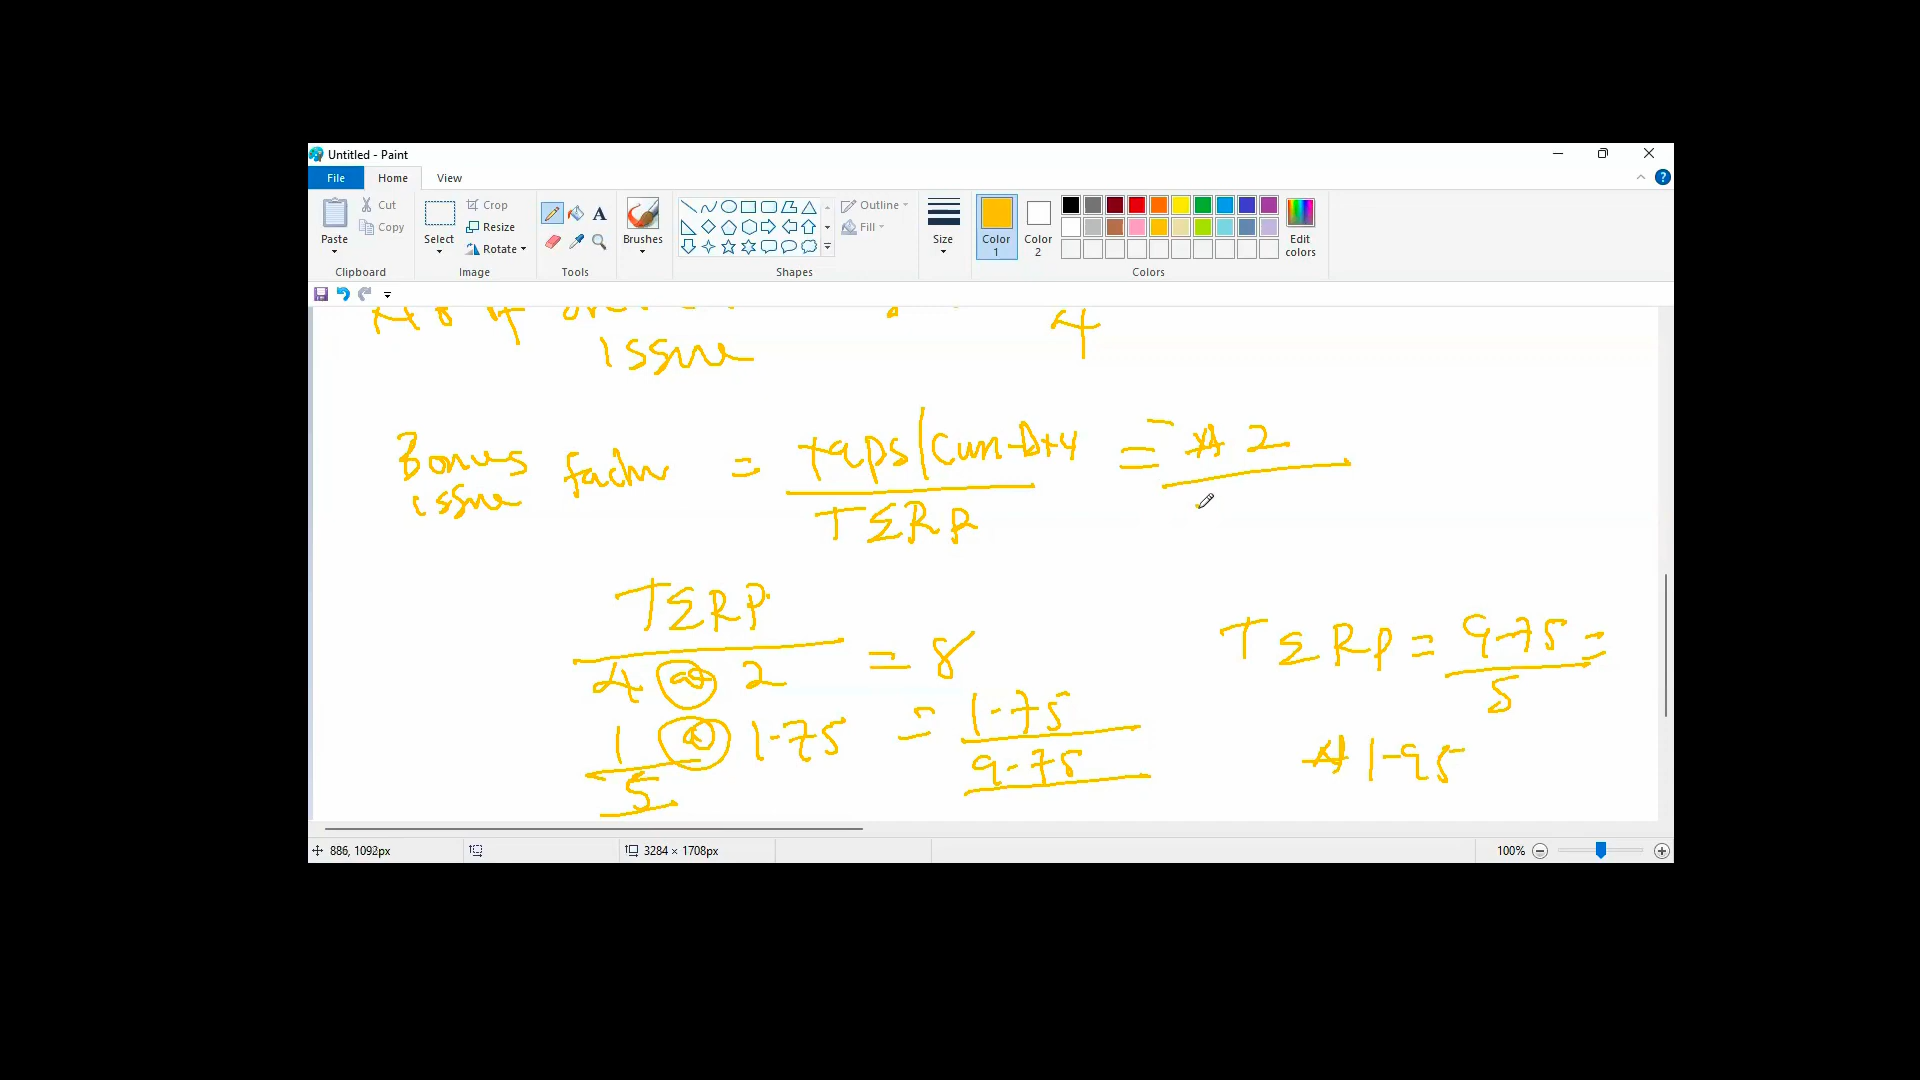 Untitled - Paint
File Home View
Paste
Cut
Copy
Clipboard
Select
Crop
Resize
Rotate
Image
A
Tools
Brushes
Shapes
Outline
Fill
Size
Color 1
Color 2
Edit colors
Colors
issue
4
Bonus issue factor = / Cum = 2
TERP
TERP
4 @ 2 = 8
1 @ 1.75 = 1.75
5 9.75
TERP = 9.75 =
5
1.95
886, 1092px
3284 × 1708px
100%